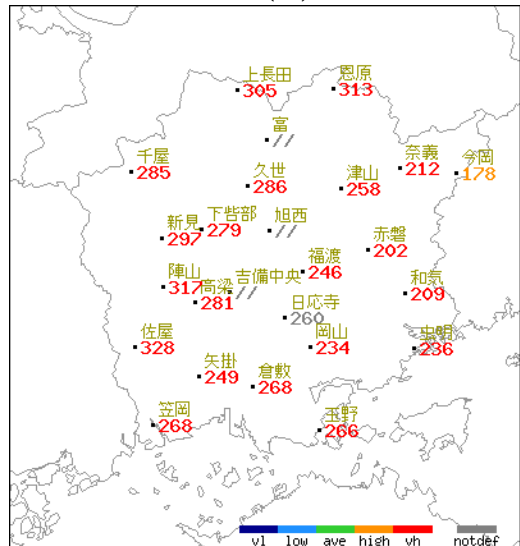 上長田
305
恩原
313
富
//
千屋
285
久世
286
津山
258
奈義
212
今岡
178
新見
297
下呰部
279
旭西
//
赤磐
202
福渡
246
陣山
317
高梁
281
吉備中央
//
和気
209
日応寺
260
佐屋
328
岡山
234
虫明
236
矢掛
249
倉敷
268
笠岡
268
玉野
266
vl low ave high vh notdef